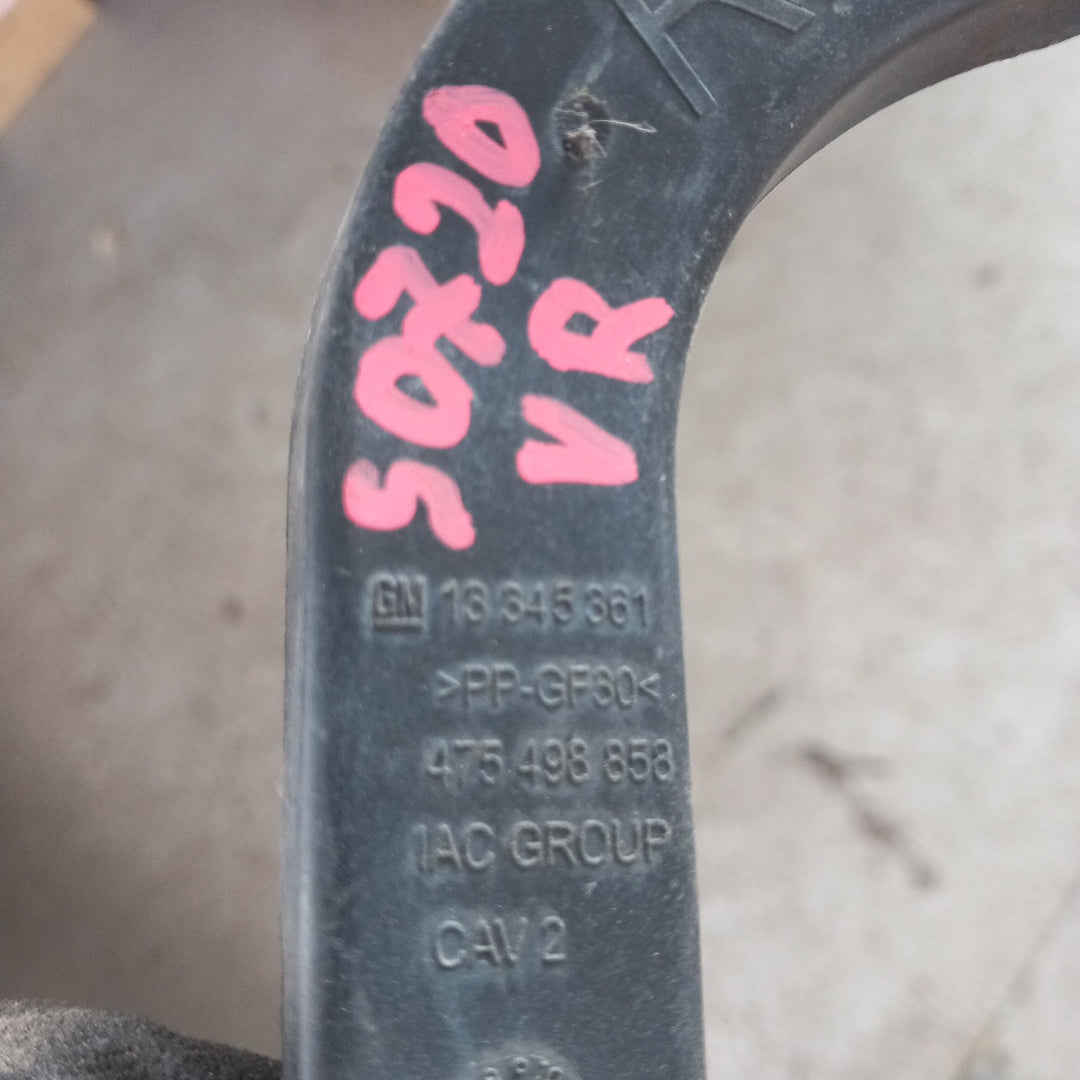 50720
VR
GM 13 345 361
>PP-GF30<
475 498 858
IAC GROUP
CAV 2